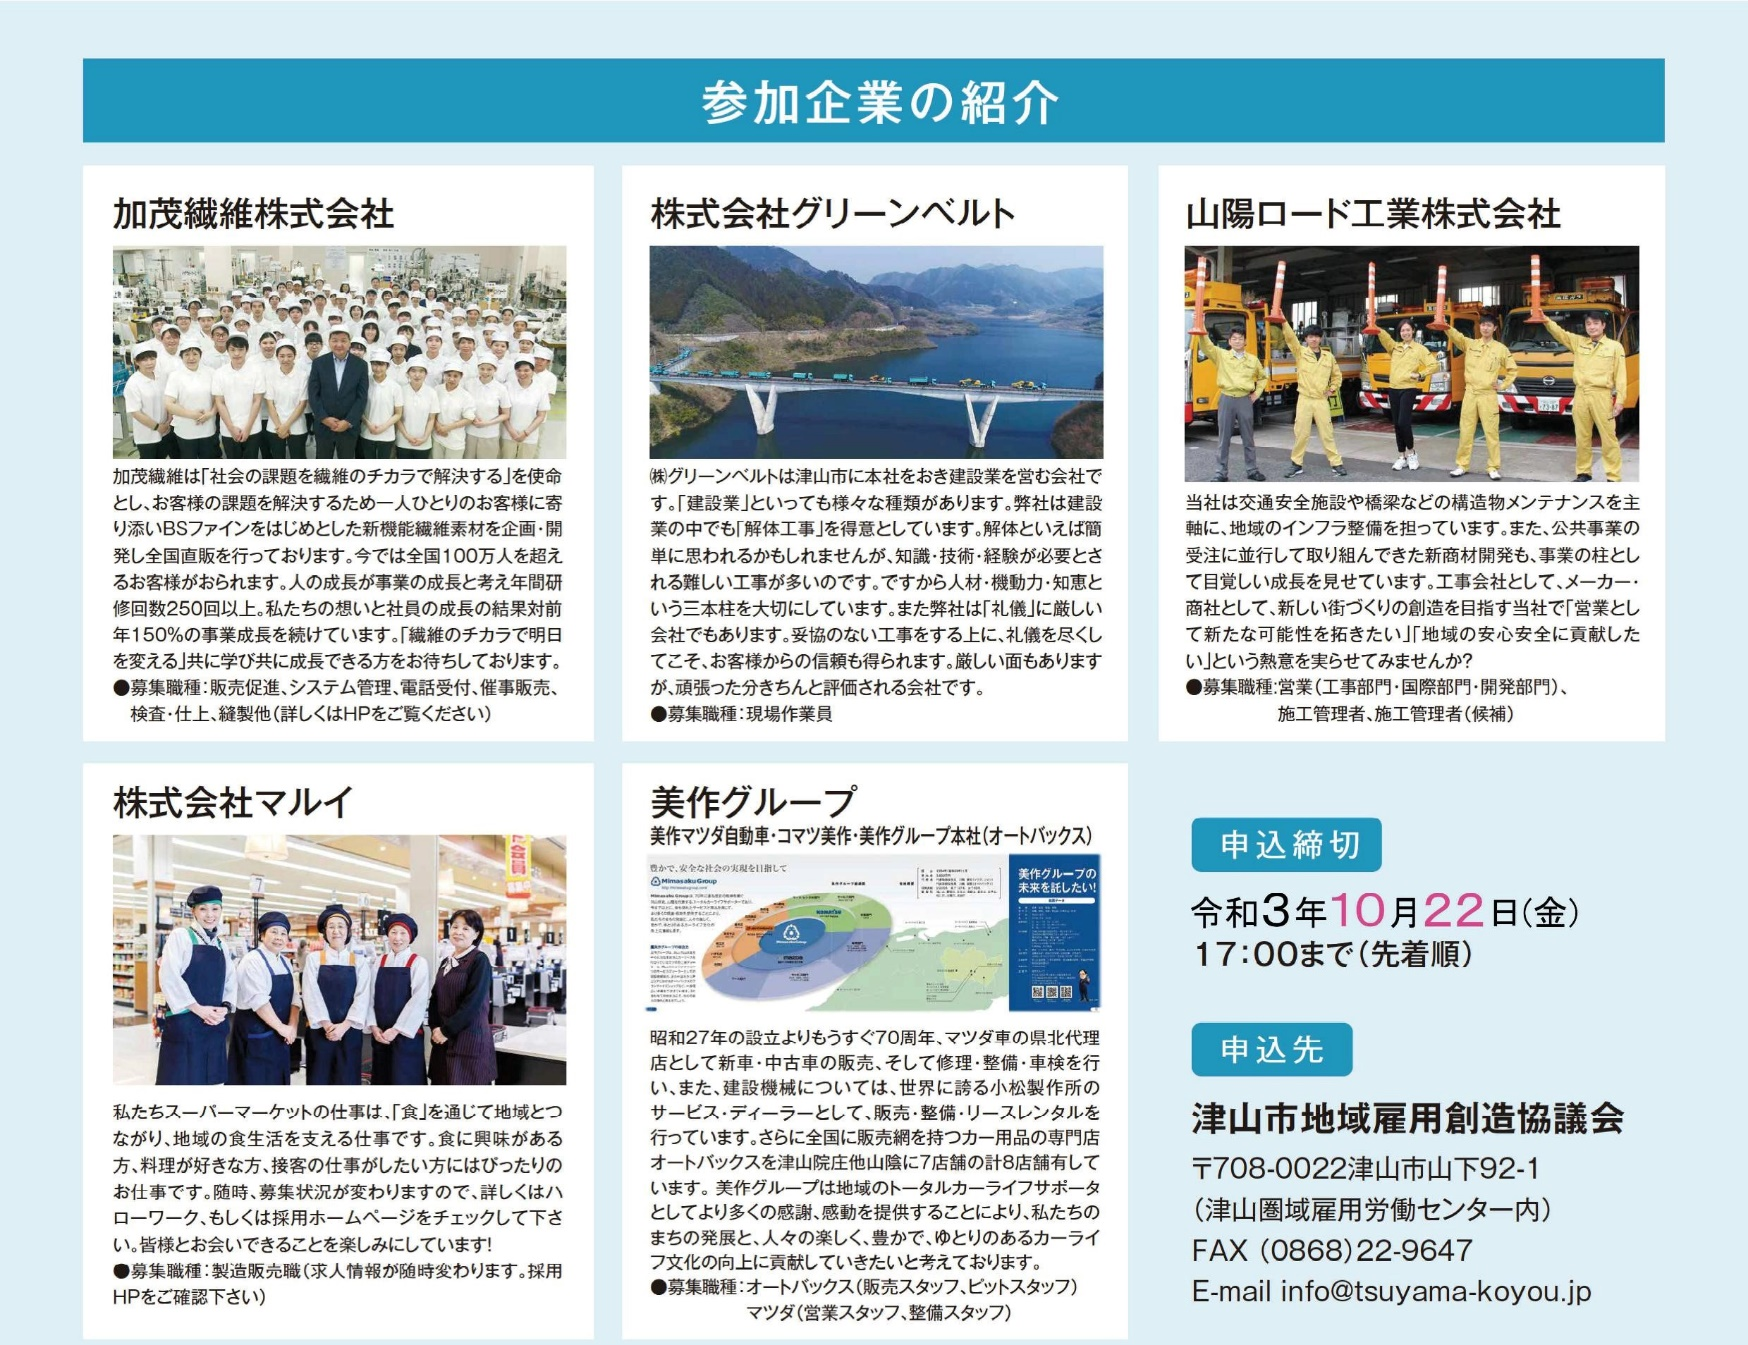 参加企業の紹介
加茂繊維株式会社
加茂繊維は「社会の課題を繊維のチカラで解決する」を使命
とし、お客様の課題を解決するため一人ひとりのお客様に寄
り添いBSファインをはじめとした新機能繊維素材を企画・開
発し全国直販を行っております。今では全国100万人を超え
るお客様がおられます。人の成長が事業の成長と考え年間研
修回数250回以上。私たちの想いと社員の成長の結果対前
年150%の事業成長を続けています。「繊維のチカラで明日
を変える」共に学び共に成長できる方をお待ちしております。
●募集職種：販売促進、システム管理、電話受付、催事販売、
検査・仕上、縫製他(詳しくはHPをご覧ください)
株式会社グリーンベルト
㈱グリーンベルトは津山市に本社をおき建設業を営む会社で
す。「建設業」といっても様々な種類があります。弊社は建設
業の中でも「解体工事」を得意としています。解体といえば簡
単に思われるかもしれませんが、知識・技術・経験が必要とさ
れる難しい工事が多いのです。ですから人材・機動力・知恵と
いう三本柱を大切にしています。また弊社は「礼儀」に厳しい
会社でもあります。妥協のない工事をする上に、礼儀を尽くし
てこそ、お客様からの信頼も得られます。厳しい面もあります
が、頑張った分きちんと評価される会社です。
●募集職種：現場作業員
山陽ロード工業株式会社
当社は交通安全施設や橋梁などの構造物メンテナンスを主
軸に、地域のインフラ整備を担っています。また、公共事業の
受注に並行して取り組んできた新商材開発も、事業の柱とし
て目覚しい成長を見せています。工事会社として、メーカー・
商社として、新しい街づくりの創造を目指す当社で「営業とし
て新たな可能性を拓きたい」「地域の安心安全に貢献した
い」という熱意を実らせてみませんか?
●募集職種:営業(工事部門・国際部門・開発部門)、
施工管理者、施工管理者(候補)
株式会社マルイ
会員
私たちスーパーマーケットの仕事は、「食」を通じて地域とつ
ながり、地域の食生活を支える仕事です。食に興味がある
方、料理が好きな方、接客の仕事がしたい方にはぴったりの
お仕事です。随時、募集状況が変わりますので、詳しくはハ
ローワーク、もしくは採用ホームページをチェックして下さ
い。皆様とお会いできることを楽しみにしています!
●募集職種：製造販売職(求人情報が随時変わります。採用
HPをご確認下さい)
美作グループ
美作マツダ自動車・コマツ美作・美作グループ本社(オートバックス)
豊かで、安全な社会の実現を目指して
Mimasaku Group
美作グループの
未来を託したい!
昭和27年の設立よりもうすぐ70周年、マツダ車の県北代理
店として新車・中古車の販売、そして修理・整備・車検を行
い、また、建設機械については、世界に誇る小松製作所の
サービス・ディーラーとして、販売・整備・リースレンタルを
行っています。さらに全国に販売網を持つカー用品の専門店
オートバックスを津山院庄他山陰に7店舗の計8店舗有して
います。 美作グループは地域のトータルカーライフサポータ
としてより多くの感謝、感動を提供することにより、私たちの
まちの発展と、人々の楽しく、豊かで、ゆとりのあるカーライ
フ文化の向上に貢献していきたいと考えております。
●募集職種：オートバックス(販売スタッフ、ピットスタッフ)
マツダ(営業スタッフ、整備スタッフ)
申込締切
令和3年10月22日(金)
17：00まで(先着順)
申込先
津山市地域雇用創造協議会
〒708-0022津山市山下92-1
(津山圏域雇用労働センター内)
FAX (0868)22-9647
E-mail info@tsuyama-koyou.jp